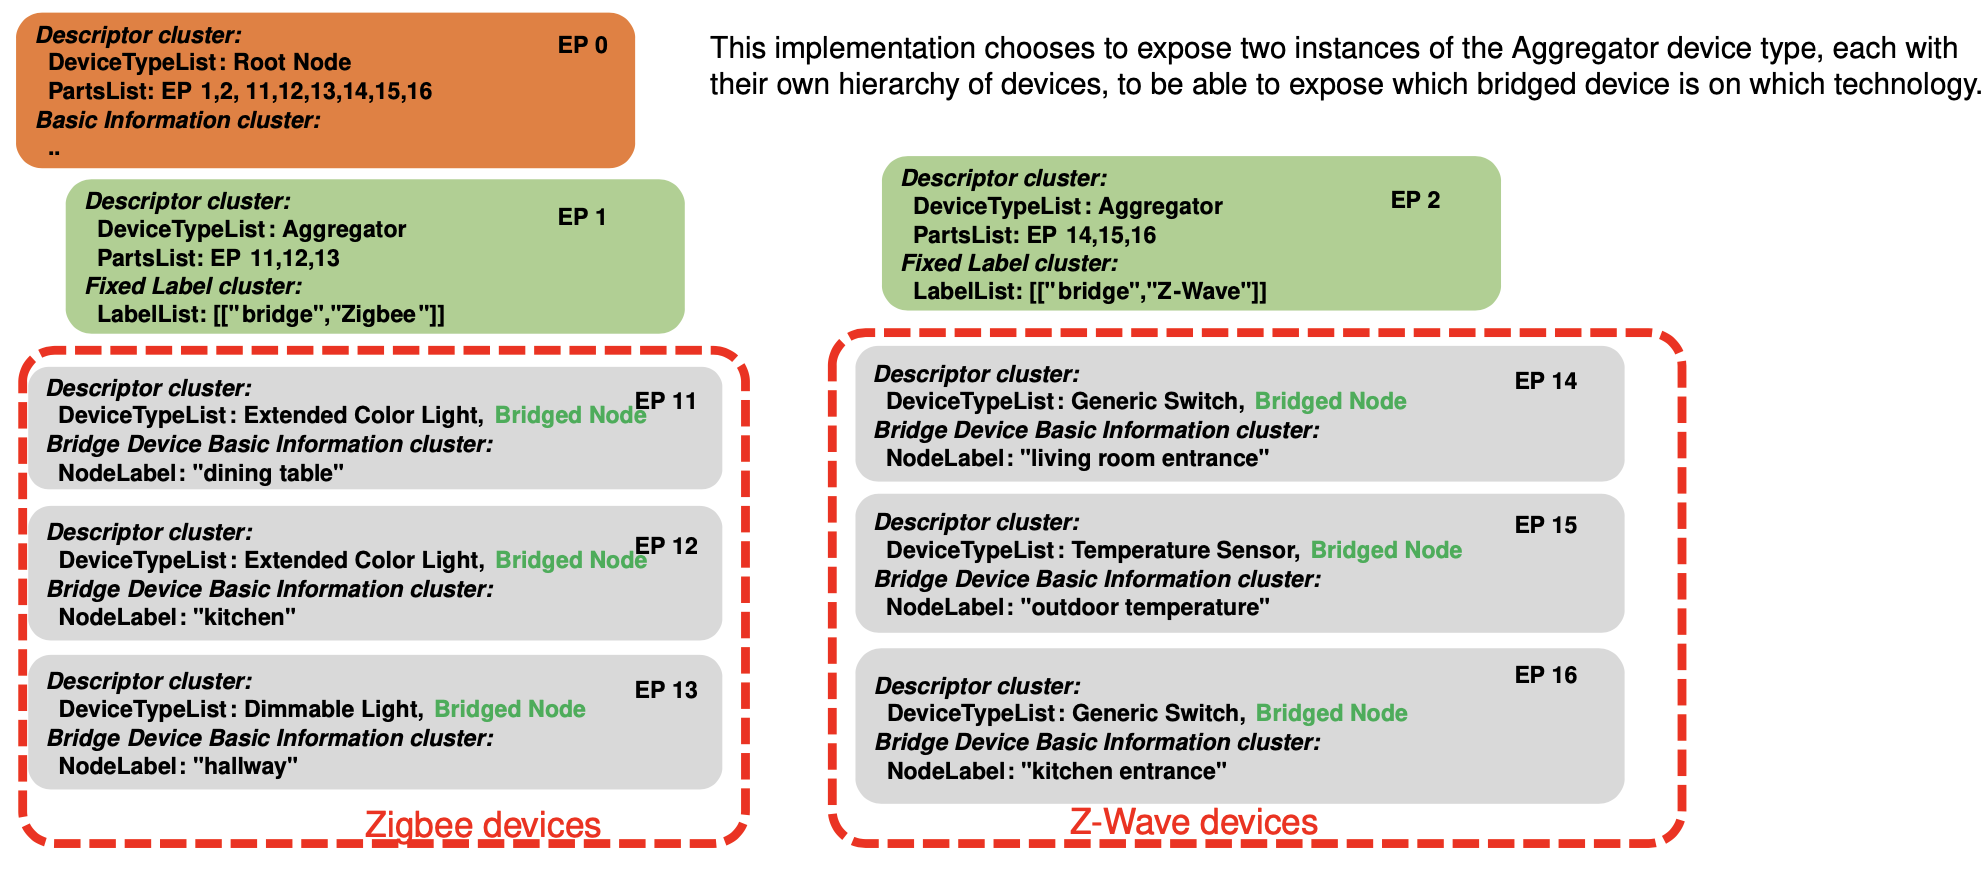 Descriptor cluster:
EP 0
DeviceTypeList: Root Node
PartsList: EP 1,2, 11,12,13,14,15,16
Basic Information cluster:
..
This implementation chooses to expose two instances of the Aggregator device type, each with
their own hierarchy of devices, to be able to expose which bridged device is on which technology.
Descriptor cluster:
EP 1
DeviceTypeList: Aggregator
PartsList: EP 11,12,13
Fixed Label cluster:
LabelList: [["bridge","Zigbee"]]
Descriptor cluster:
EP 2
DeviceTypeList: Aggregator
PartsList: EP 14,15,16
Fixed Label cluster:
LabelList: [["bridge","Z-Wave"]]
Descriptor cluster:
EP 11
DeviceTypeList: Extended Color Light, Bridged Node
Bridge Device Basic Information cluster:
NodeLabel: "dining table"
Descriptor cluster:
EP 12
DeviceTypeList: Extended Color Light, Bridged Node
Bridge Device Basic Information cluster:
NodeLabel: "kitchen"
Descriptor cluster:
EP 13
DeviceTypeList: Dimmable Light, Bridged Node
Bridge Device Basic Information cluster:
NodeLabel: "hallway"
Zigbee devices
Descriptor cluster:
EP 14
DeviceTypeList: Generic Switch, Bridged Node
Bridge Device Basic Information cluster:
NodeLabel: "living room entrance"
Descriptor cluster:
EP 15
DeviceTypeList: Temperature Sensor, Bridged Node
Bridge Device Basic Information cluster:
NodeLabel: "outdoor temperature"
EP 16
Descriptor cluster:
DeviceTypeList: Generic Switch, Bridged Node
Bridge Device Basic Information cluster:
NodeLabel: "kitchen entrance"
Z-Wave devices